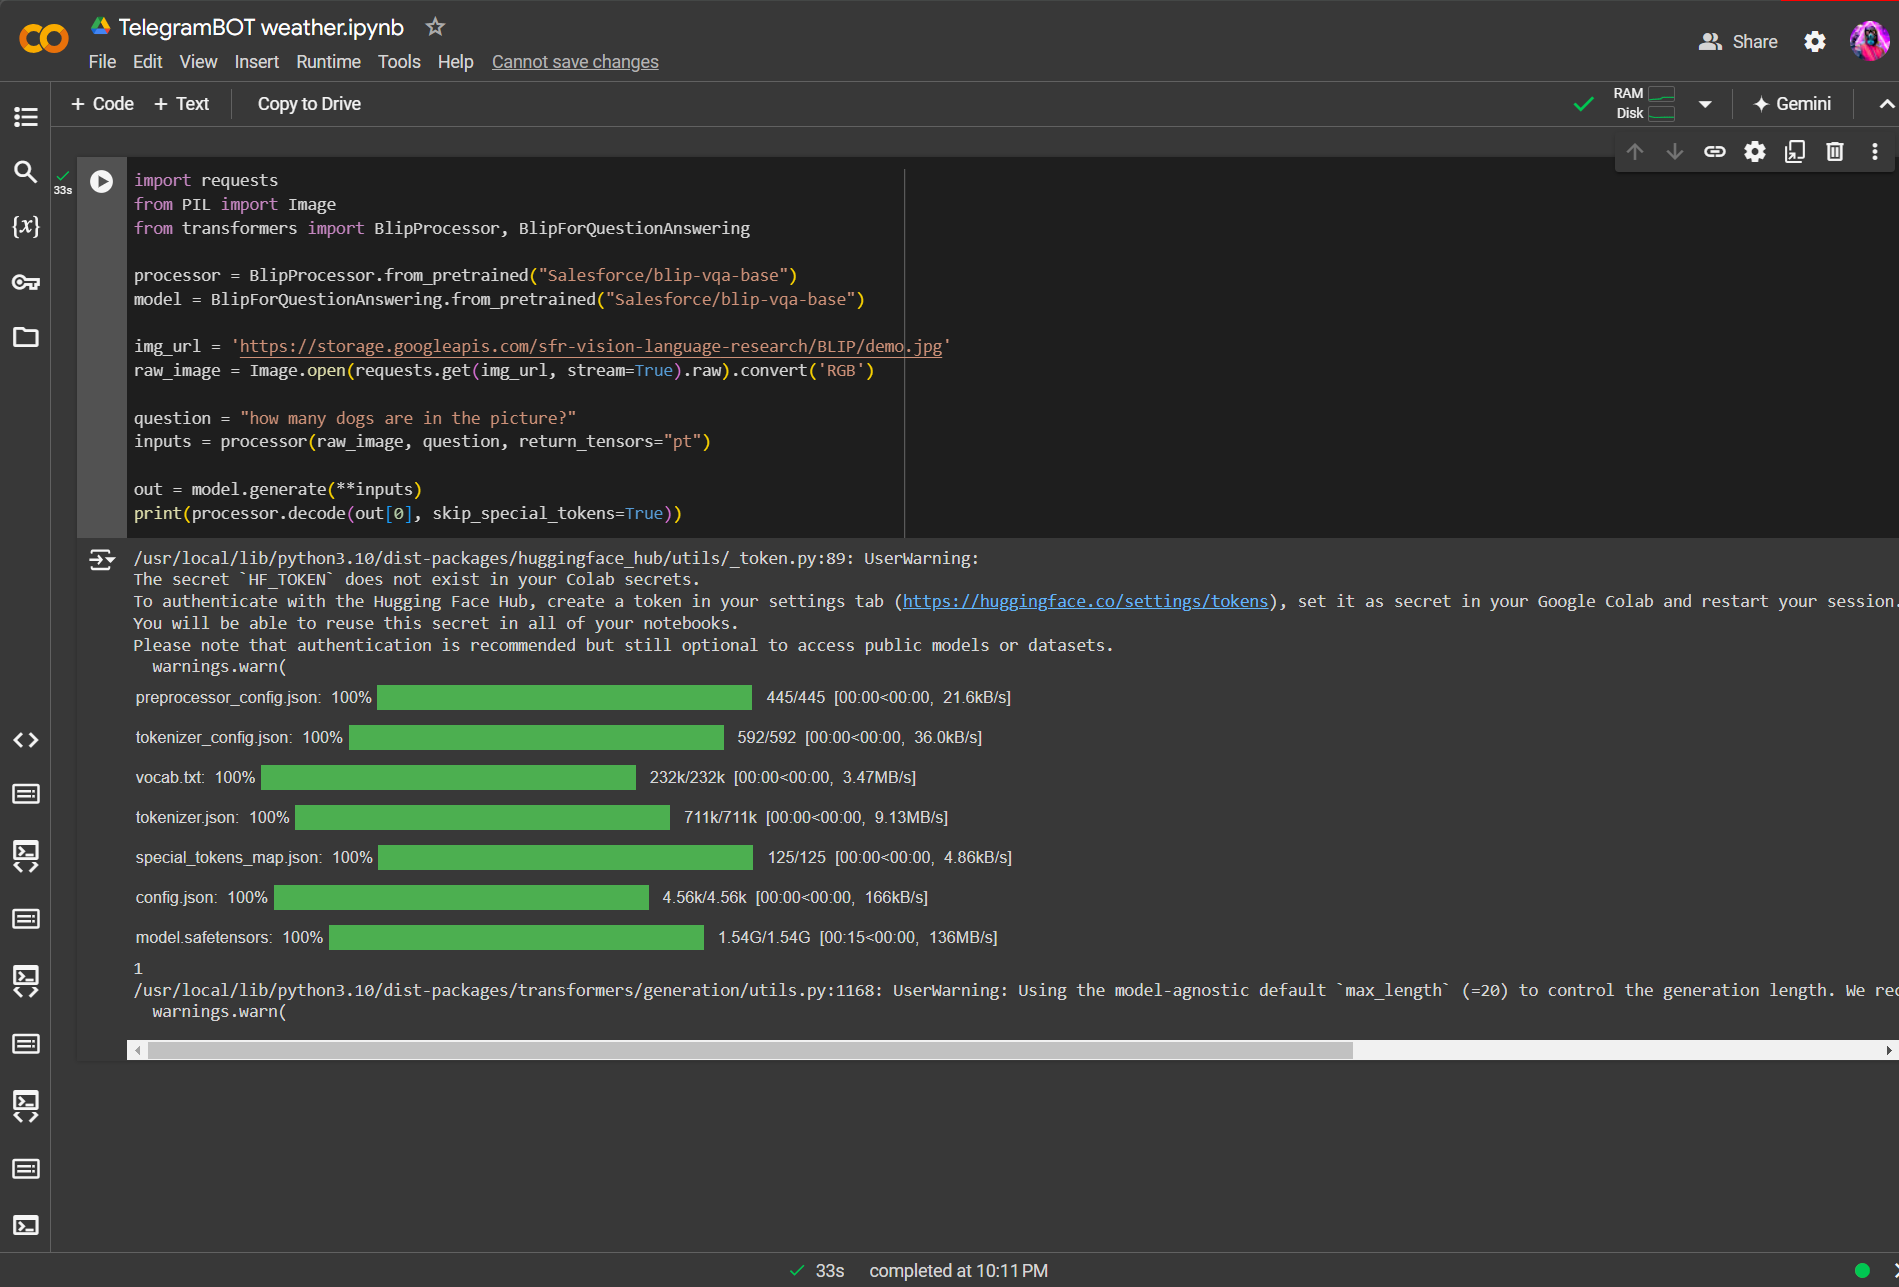 TelegramBOT weather.ipynb
File Edit View Insert Runtime Tools Help Cannot save changes
Share
+ Code + Text Copy to Drive
RAM
Disk
Gemini
33s
import requests
from PIL import Image
from transformers import BlipProcessor, BlipForQuestionAnswering
processor = BlipProcessor.from_pretrained("Salesforce/blip-vqa-base")
model = BlipForQuestionAnswering.from_pretrained("Salesforce/blip-vqa-base")
img_url = 'https://storage.googleapis.com/sfr-vision-language-research/BLIP/demo.jpg'
raw_image = Image.open(requests.get(img_url, stream=True).raw).convert('RGB')
question = "how many dogs are in the picture?"
inputs = processor(raw_image, question, return_tensors="pt")
out = model.generate(**inputs)
print(processor.decode(out[0], skip_special_tokens=True))
/usr/local/lib/python3.10/dist-packages/huggingface_hub/utils/_token.py:89: UserWarning:
The secret `HF_TOKEN` does not exist in your Colab secrets.
To authenticate with the Hugging Face Hub, create a token in your settings tab (https://huggingface.co/settings/tokens), set it as secret in your Google Colab and restart your session.
You will be able to reuse this secret in all of your notebooks.
Please note that authentication is recommended but still optional to access public models or datasets.
warnings.warn(
preprocessor_config.json: 100% 445/445 [00:00<00:00, 21.6kB/s]
tokenizer_config.json: 100% 592/592 [00:00<00:00, 36.0kB/s]
vocab.txt: 100% 232k/232k [00:00<00:00, 3.47MB/s]
tokenizer.json: 100% 711k/711k [00:00<00:00, 9.13MB/s]
special_tokens_map.json: 100% 125/125 [00:00<00:00, 4.86kB/s]
config.json: 100% 4.56k/4.56k [00:00<00:00, 166kB/s]
model.safetensors: 100% 1.54G/1.54G [00:15<00:00, 136MB/s]
1
/usr/local/lib/python3.10/dist-packages/transformers/generation/utils.py:1168: UserWarning: Using the model-agnostic default `max_length` (=20) to control the generation length. We rec
warnings.warn(
33s completed at 10:11 PM